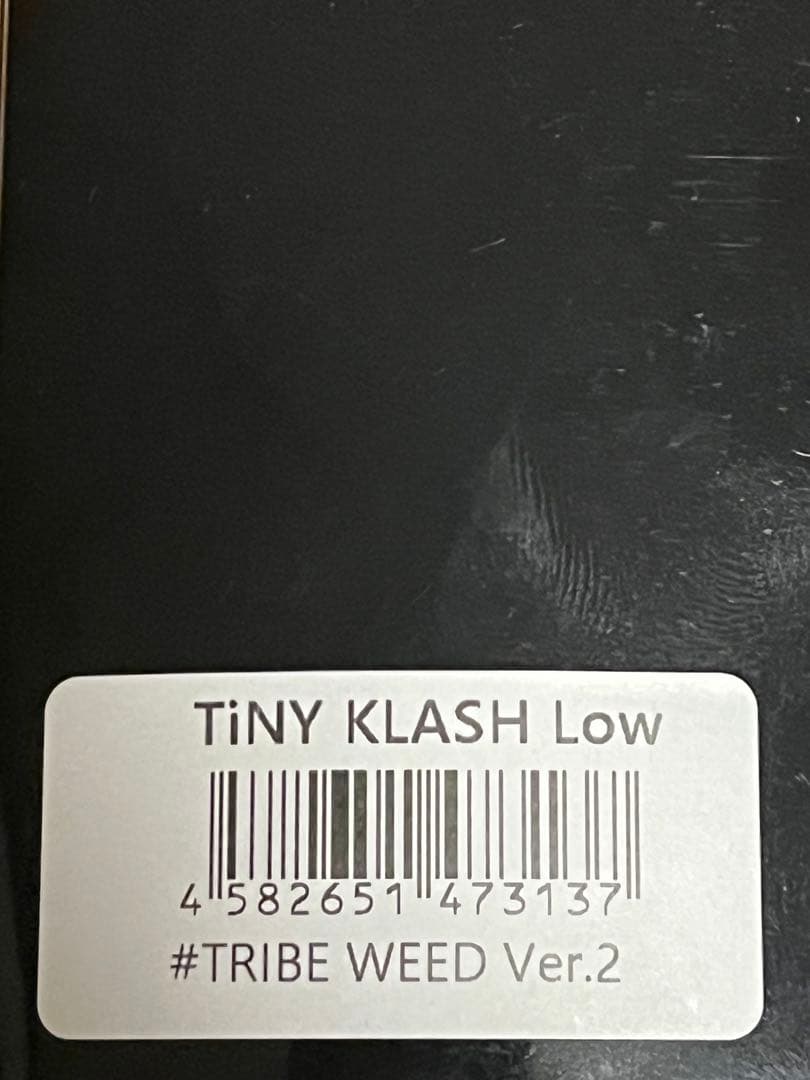 TiNY KLASH Low
4 582651 473137
#TRIBE WEED Ver.2